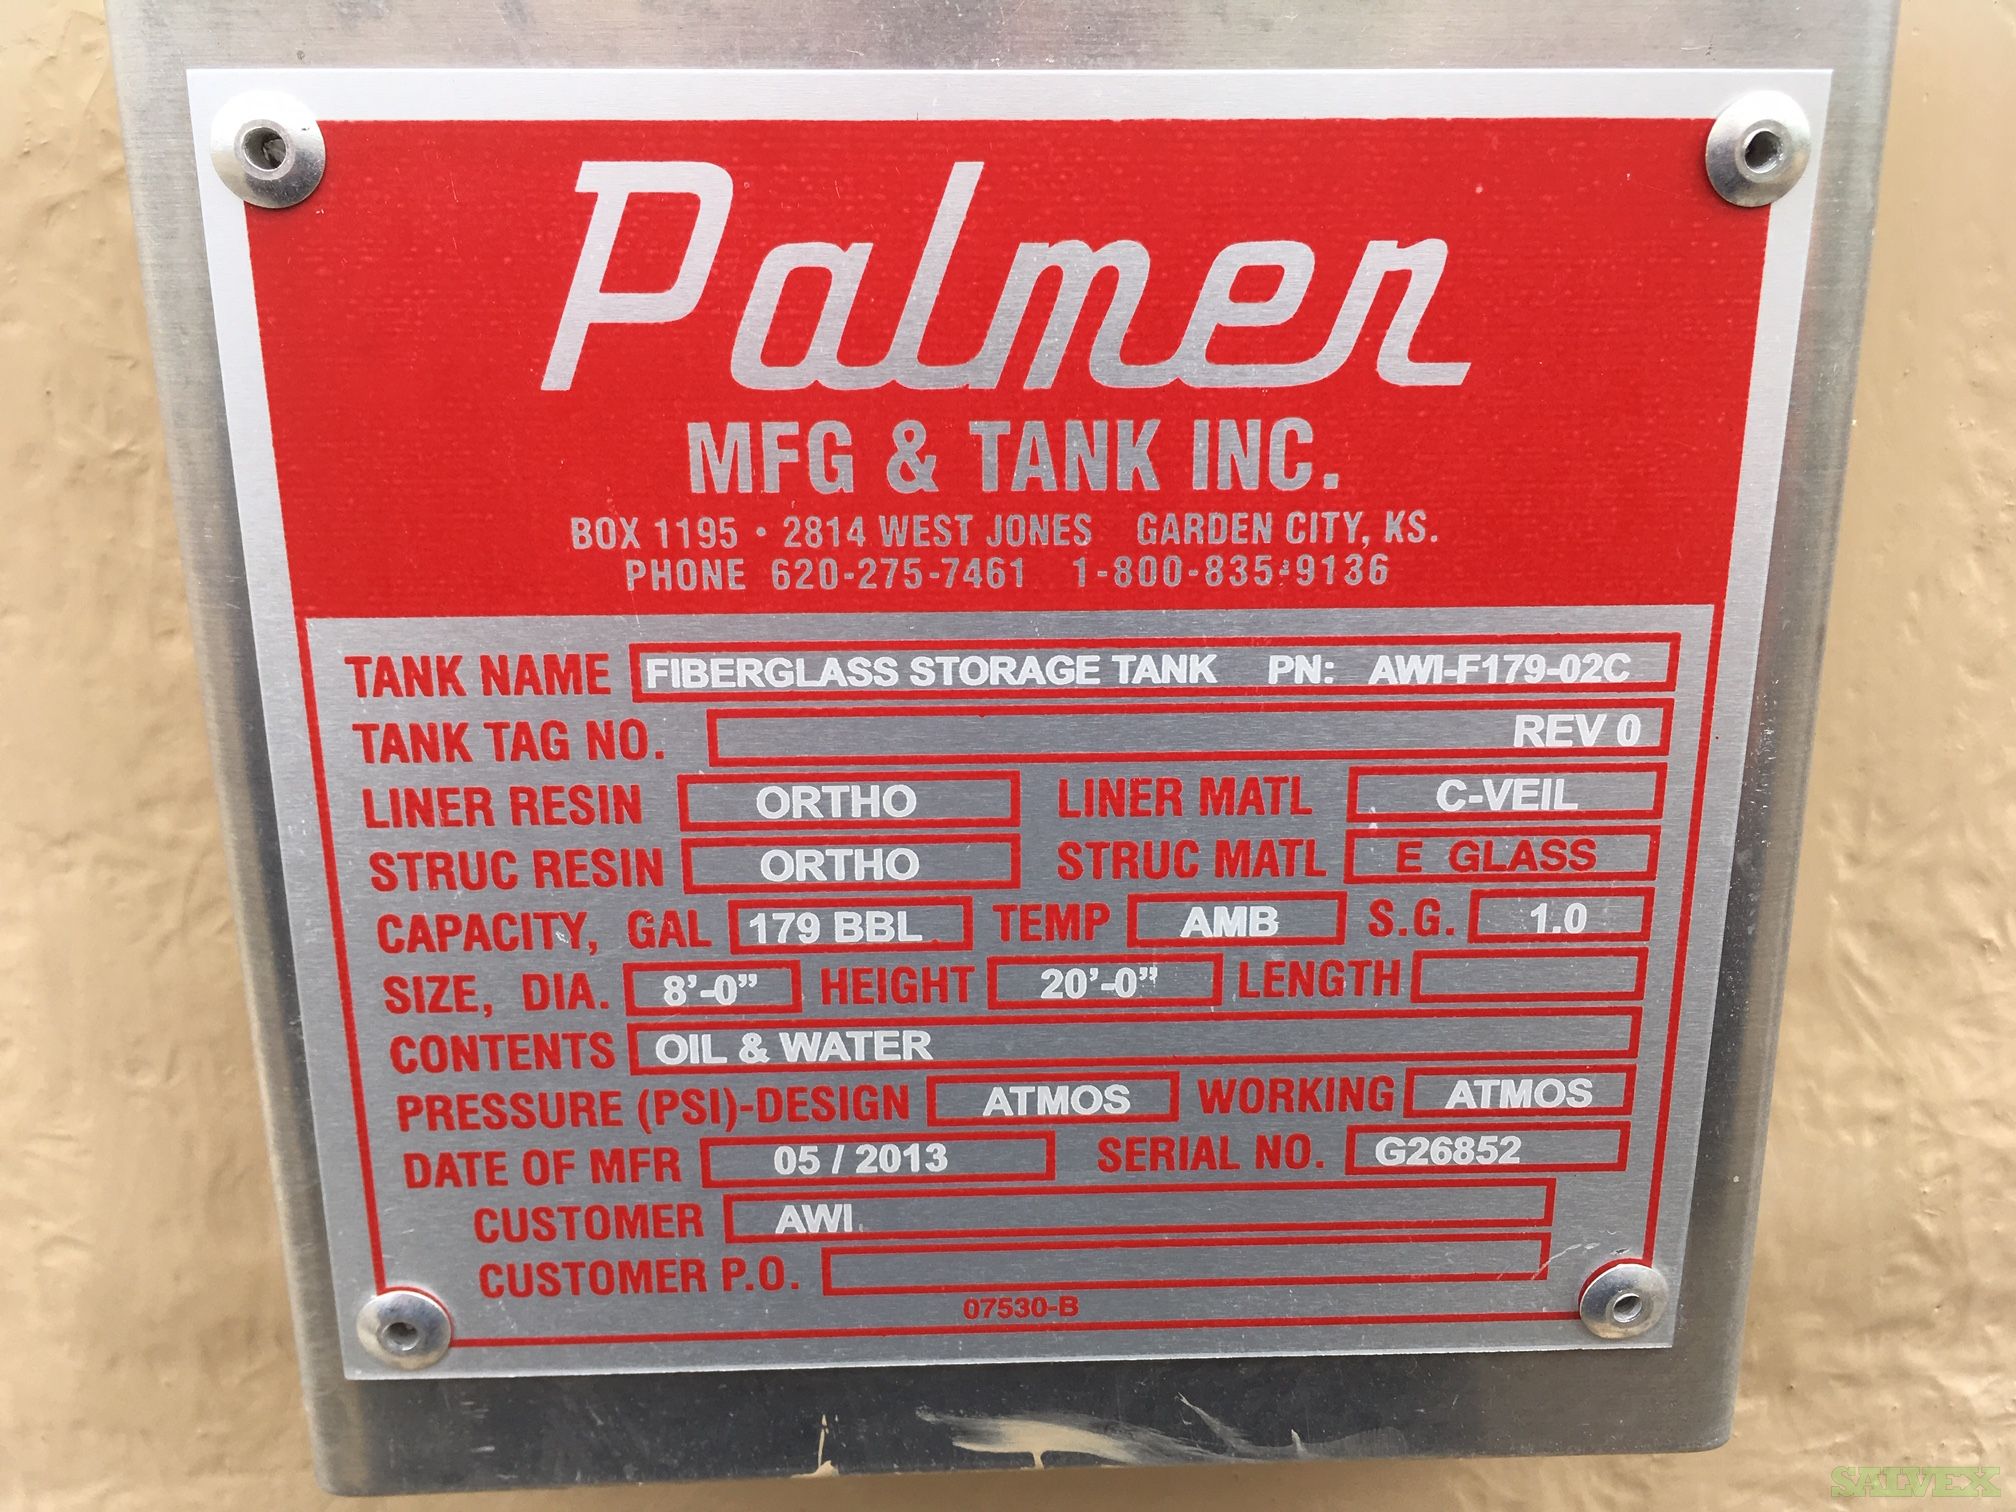 Palmer
MFG & TANK INC.
BOX 1195 • 2814 WEST JONES GARDEN CITY, KS.
PHONE 620-275-7461 1-800-835-9136
TANK NAME FIBERGLASS STORAGE TANK PN: AWI-F179-02C
TANK TAG NO. REV 0
LINER RESIN ORTHO LINER MATL C-VEIL
STRUC RESIN ORTHO STRUC MATL E GLASS
CAPACITY, GAL 179 BBL TEMP AMB S.G. 1.0
SIZE, DIA. 8'-0" HEIGHT 20'-0" LENGTH
CONTENTS OIL & WATER
PRESSURE (PSI)-DESIGN ATMOS WORKING ATMOS
DATE OF MFR 05 / 2013 SERIAL NO. G26852
CUSTOMER AWI
CUSTOMER P.O.
07530-B
SALVEX